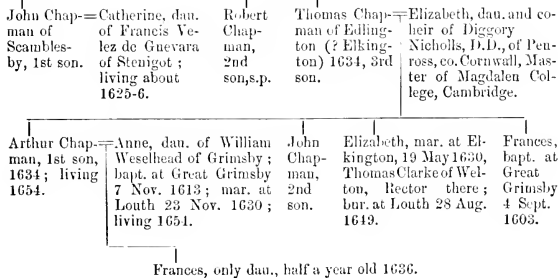 John Chap-=Catherine, dau.
man of
Scambles-
by, 1st son.
of Francis Ve-
lez de Guevara
of Stenigot ;
living about
1625-6.
Robert
Chap-
man,
2nd
son,s.p.
Thomas Chap-=Elizabeth, dau. and co-
man of Edling-
ton (? Elking-
ton) 1634, 3rd
son.
heir of Diggory
Nicholls, D.D., of Pen-
ross, co. Cornwall, Mas-
ter of Magdalen Col-
lege, Cambridge.
Arthur Chap-=Anne, dau. of William
man, 1st son,
1634 ; living
1654.
Weselhead of Grimsby ;
bapt. at Great Grimsby
7 Nov. 1613 ; mar. at
Louth 23 Nov. 1630 ;
living 1654.
John
Chap-
man,
2nd
son.
Elizabeth, mar. at El-
kington, 19 May 1630,
Thomas Clarke of Wel-
ton, Rector there ;
bur. at Louth 28 Aug.
1649.
Frances,
bapt. at
Great
Grimsby
4 Sept.
1603.
Frances, only dau., half a year old 1636.